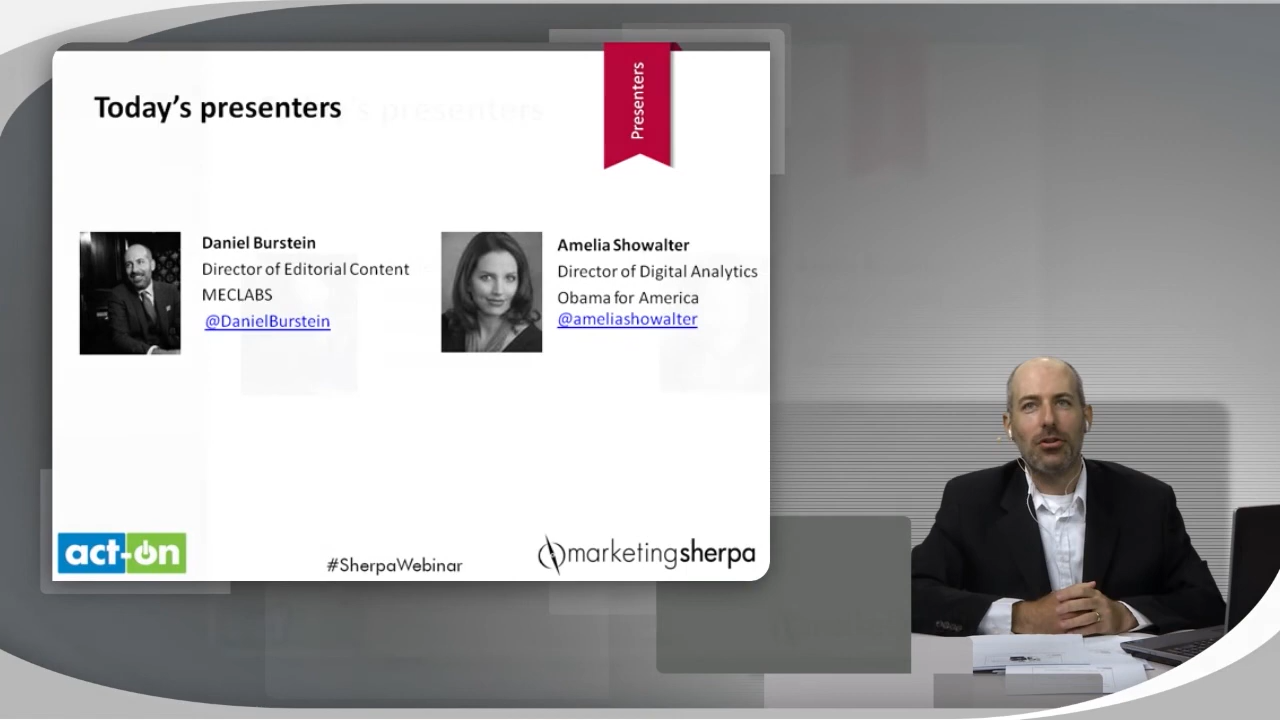 Presenters
Today's presenters
Daniel Burstein
Director of Editorial Content
MECLABS
@DanielBurstein
Amelia Showalter
Director of Digital Analytics
Obama for America
@ameliashowalter
act-on
#SherpaWebinar
marketingsherpa